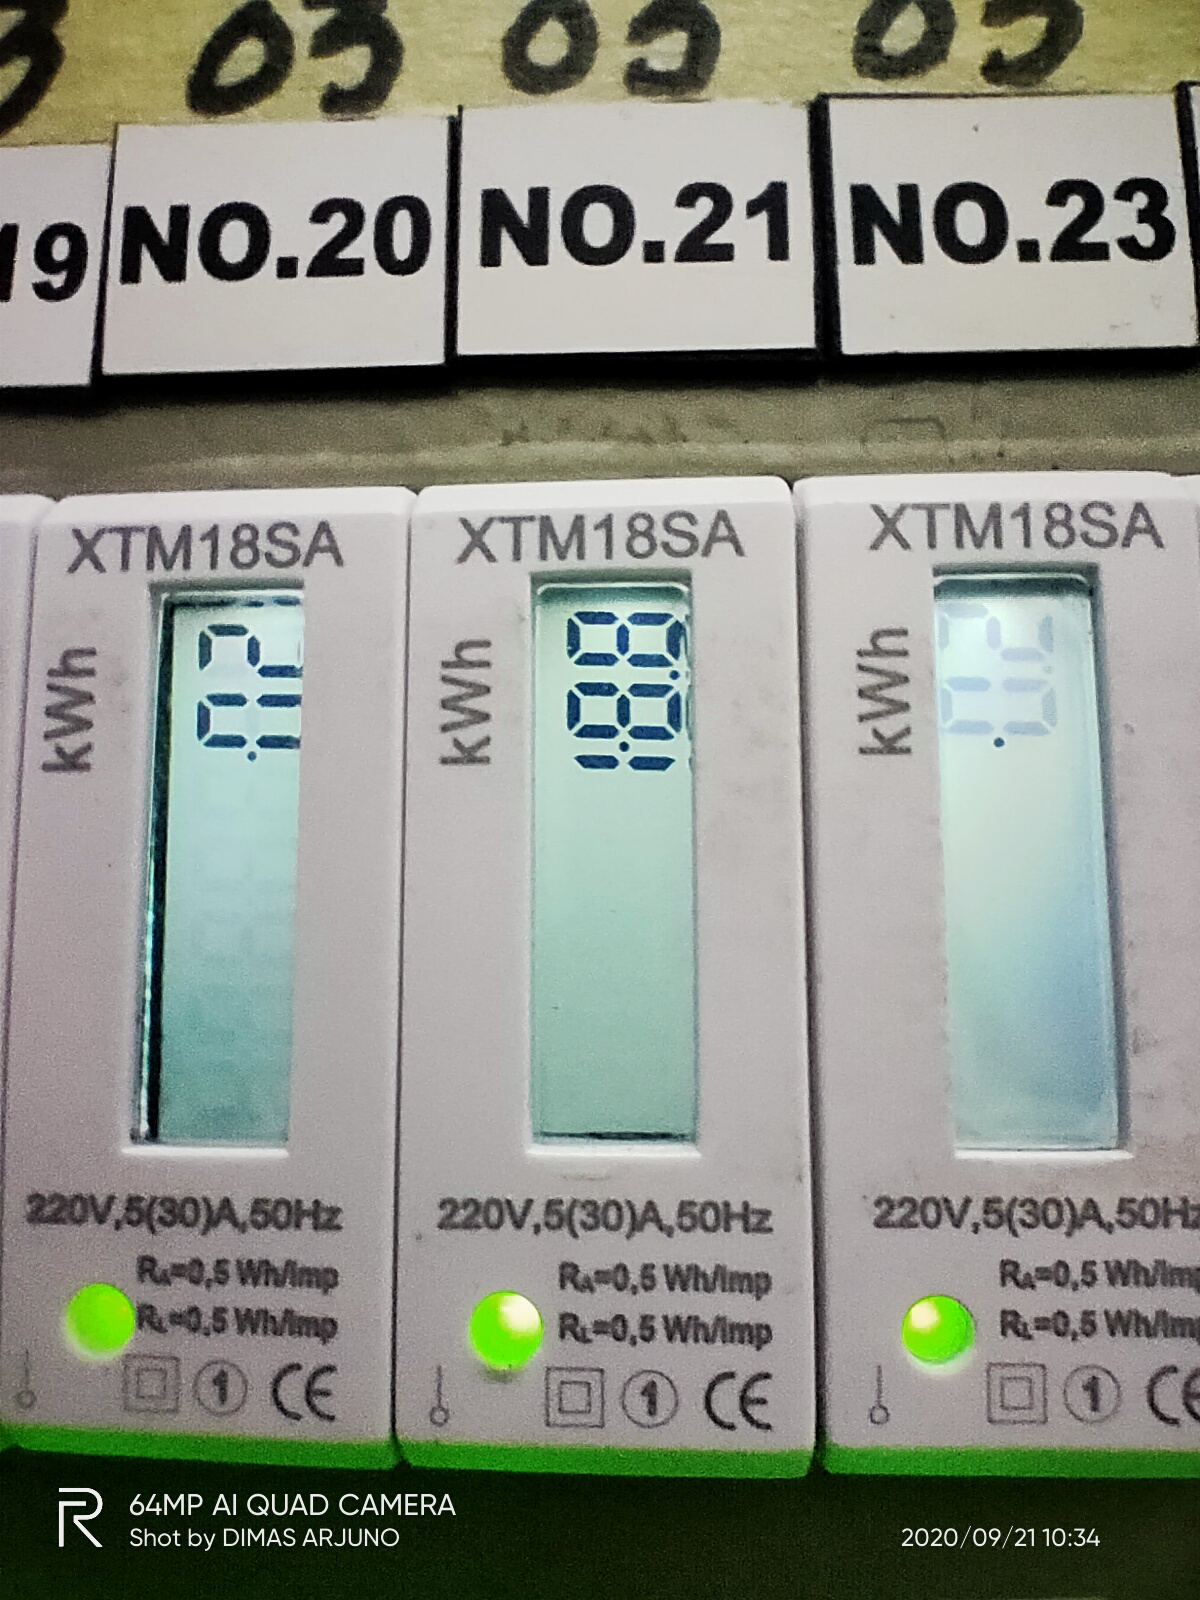 3 03 03 03
19 NO.20 NO.21 NO.23
XTM18SA XTM18SA XTM18SA
kWh kWh kWh
220V,5(30)A,50Hz 220V,5(30)A,50Hz 220V,5(30)A,50Hz
RA=0,5 Wh/Imp RA=0,5 Wh/Imp RA=0,5 Wh/Imp
RL=0,5 Wh/Imp RL=0,5 Wh/Imp RL=0,5 Wh/Imp
1 CE 1 CE 1 CE
R 64MP AI QUAD CAMERA
Shot by DIMAS ARJUNO 2020/09/21 10:34